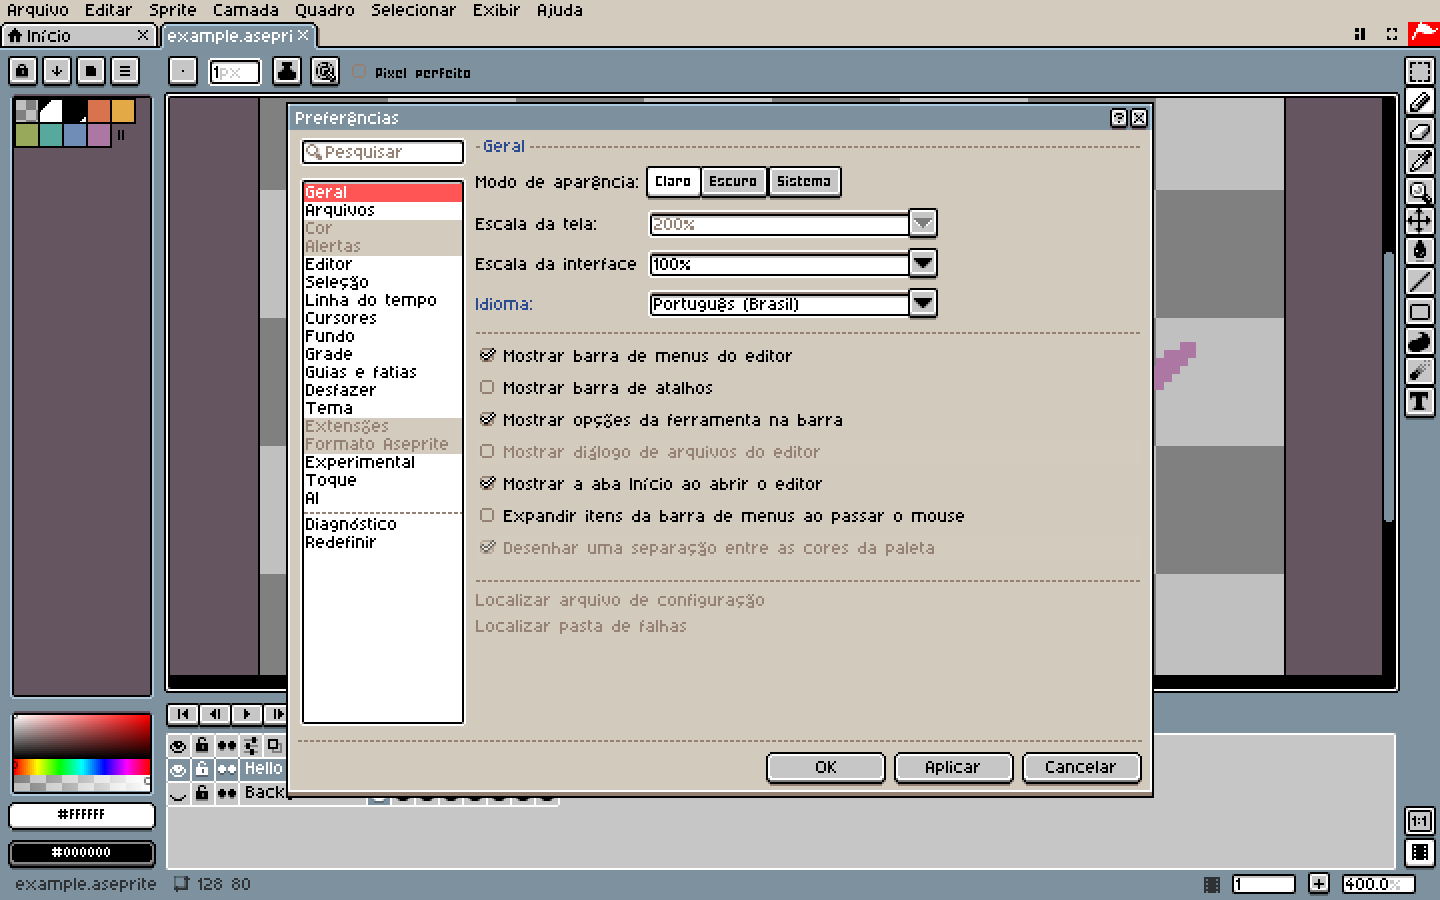 Arquivo Editar Sprite Camada Quadro Selecionar Exibir Ajuda
Início example.asepri
1px Pixel perfeito
Preferências
Pesquisar
Geral
Arquivos
Cor
Alertas
Editor
Seleção
Linha do tempo
Cursores
Fundo
Grade
Guias e fatias
Desfazer
Tema
Extensões
Formato Aseprite
Experimental
Toque
AI
Diagnóstico
Redefinir
Geral
Modo de aparência: Claro Escuro Sistema
Escala da tela: 200%
Escala da interface 100%
Idioma: Português (Brasil)
Mostrar barra de menus do editor
Mostrar barra de atalhos
Mostrar opções da ferramenta na barra
Mostrar diálogo de arquivos do editor
Mostrar a aba Início ao abrir o editor
Expandir itens da barra de menus ao passar o mouse
Desenhar uma separação entre as cores da paleta
Localizar arquivo de configuração
Localizar pasta de falhas
OK Aplicar Cancelar
T
Hello
Back
#FFFFFF
#000000
1:1
example.aseprite 128 80 1 + 400.0%